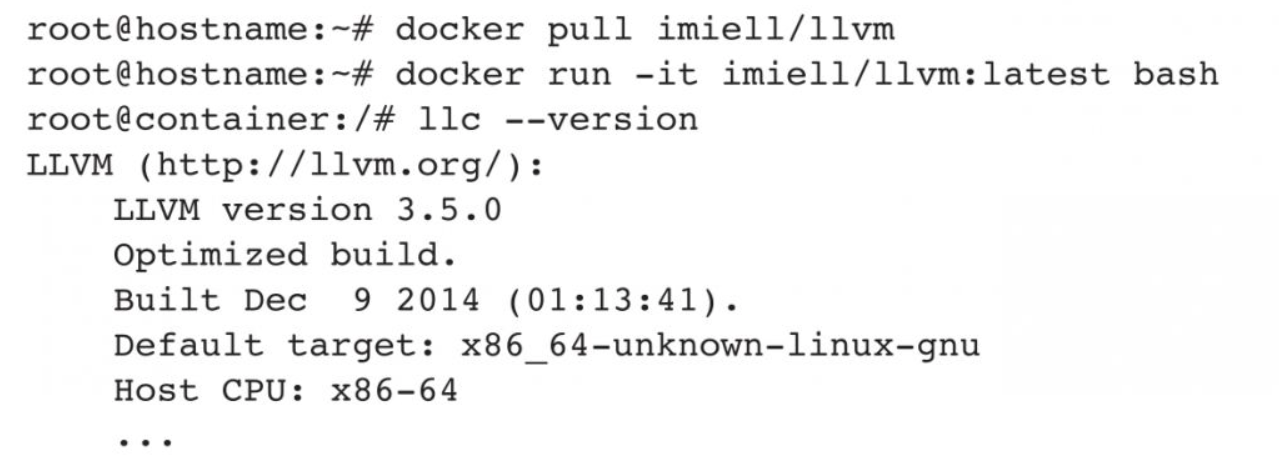 root@hostname:~# docker pull imiell/llvm
root@hostname:~# docker run -it imiell/llvm:latest bash
root@container:/# llc --version
LLVM (http://llvm.org/):
    LLVM version 3.5.0
    Optimized build.
    Built Dec  9 2014 (01:13:41).
    Default target: x86_64-unknown-linux-gnu
    Host CPU: x86-64
    ...